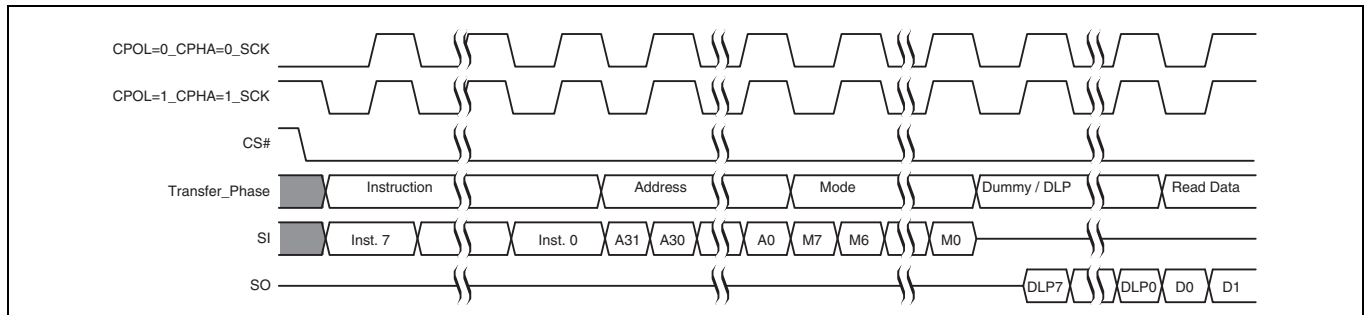 CPOL=0_CPHA=0_SCK
CPOL=1_CPHA=1_SCK
CS#
Transfer_Phase Instruction Address Mode Dummy / DLP Read Data
SI Inst. 7 Inst. 0 A31 A30 A0 M7 M6 M0
SO DLP7 DLP0 D0 D1